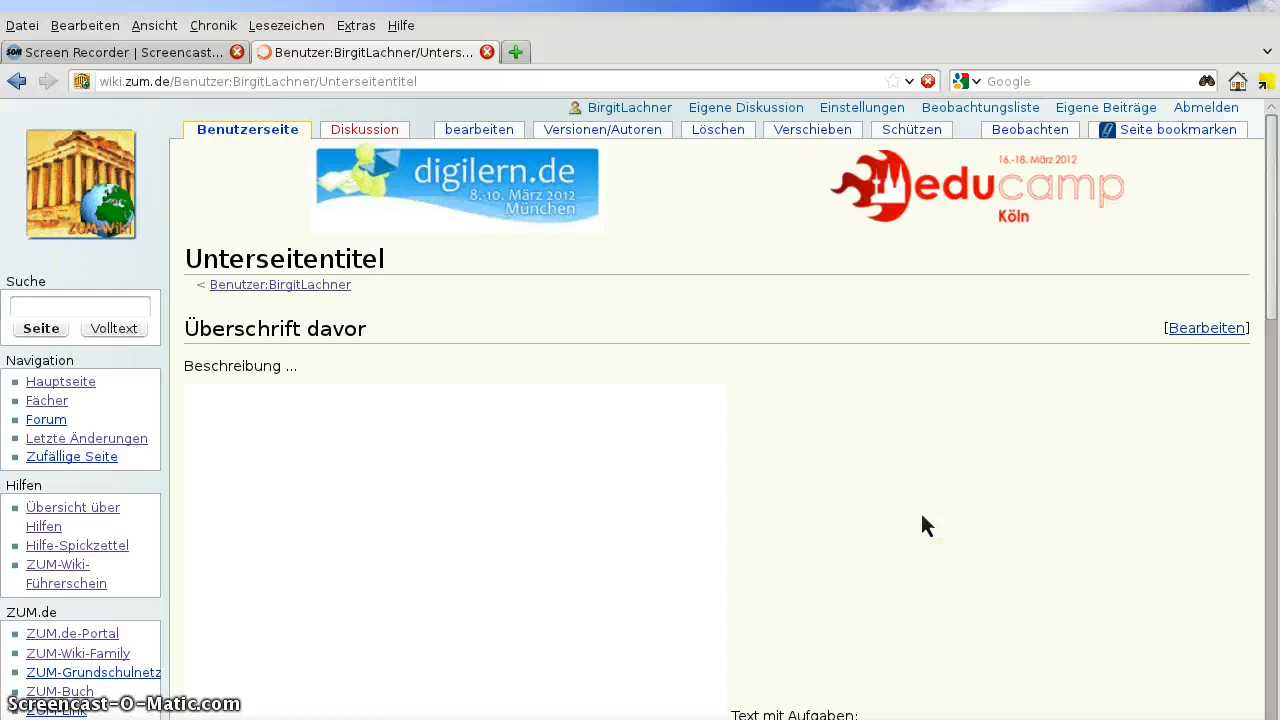 Datei Bearbeiten Ansicht Chronik Lesezeichen Extras Hilfe
Screen Recorder | Screencast... Benutzer:BirgitLachner/Unters...
wiki.zum.de/Benutzer:BirgitLachner/Unterseitentitel Google
BirgitLachner Eigene Diskussion Einstellungen Beobachtungsliste Eigene Beiträge Abmelden
Benutzerseite Diskussion bearbeiten Versionen/Autoren Löschen Verschieben Schützen Beobachten Seite bookmarken
digilern.de
8.-10. März 2012
München
16.-18. März 2012
educamp
Köln
ZUM-Wiki
Unterseitentitel
< Benutzer:BirgitLachner
Suche
Seite Volltext
Überschrift davor [Bearbeiten]
Beschreibung ...
Navigation
Hauptseite
Fächer
Forum
Letzte Änderungen
Zufällige Seite
Hilfen
Übersicht über
Hilfen
Hilfe-Spickzettel
ZUM-Wiki-
Führerschein
ZUM.de
ZUM.de-Portal
ZUM-Wiki-Family
ZUM-Grundschulnetz
ZUM-Buch
ZUM-Link
Screencast-O-Matic.com
Text mit Aufgaben: